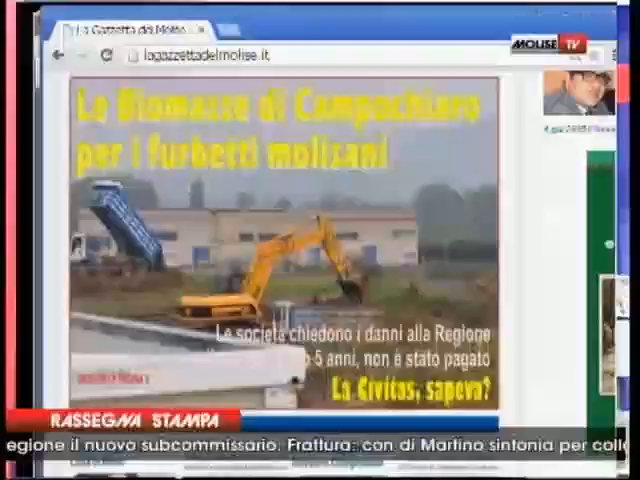 La Gazzetta del Molise
lagazzettadelmolise.it
MOLISE TV
Le Biomasse di Campochiaro
per i furbetti molisani
Le società chiedono i danni alla Regione
5 anni, non è stato pagato
La Civitas, sapeva?
RASSEGNA STAMPA
egione il nuovo subcommissario. Frattura: con di Martino sintonia per colla